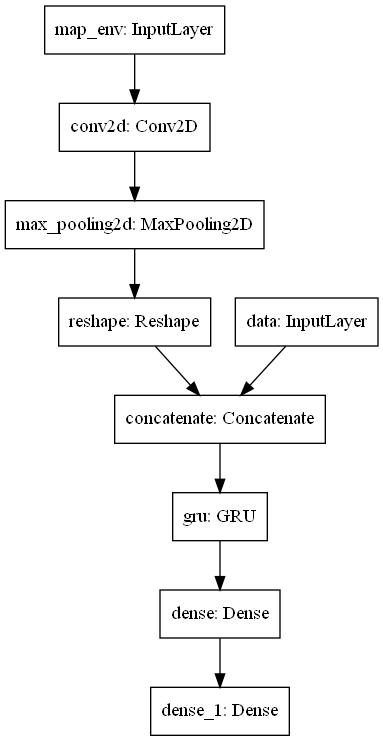 map_env: InputLayer
conv2d: Conv2D
max_pooling2d: MaxPooling2D
reshape: Reshape
data: InputLayer
concatenate: Concatenate
gru: GRU
dense: Dense
dense_1: Dense